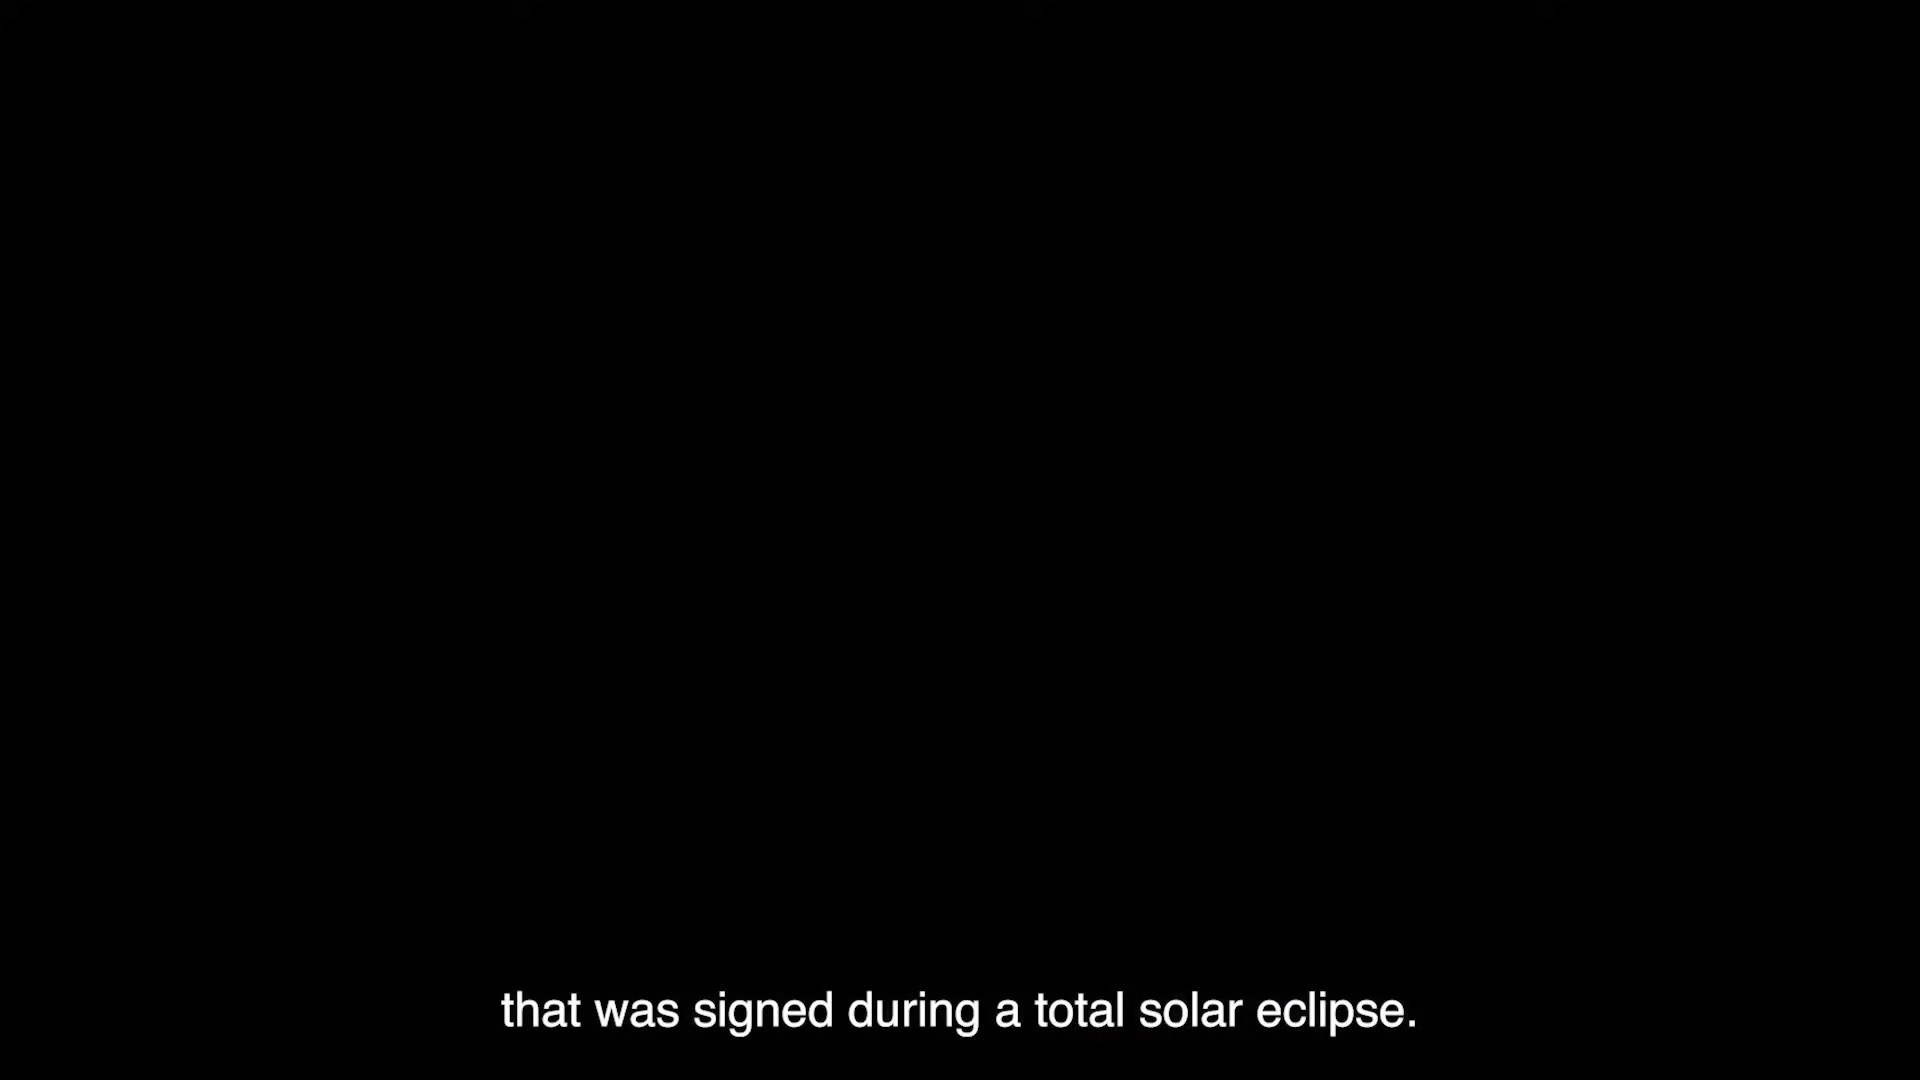 that was signed during a total solar eclipse.